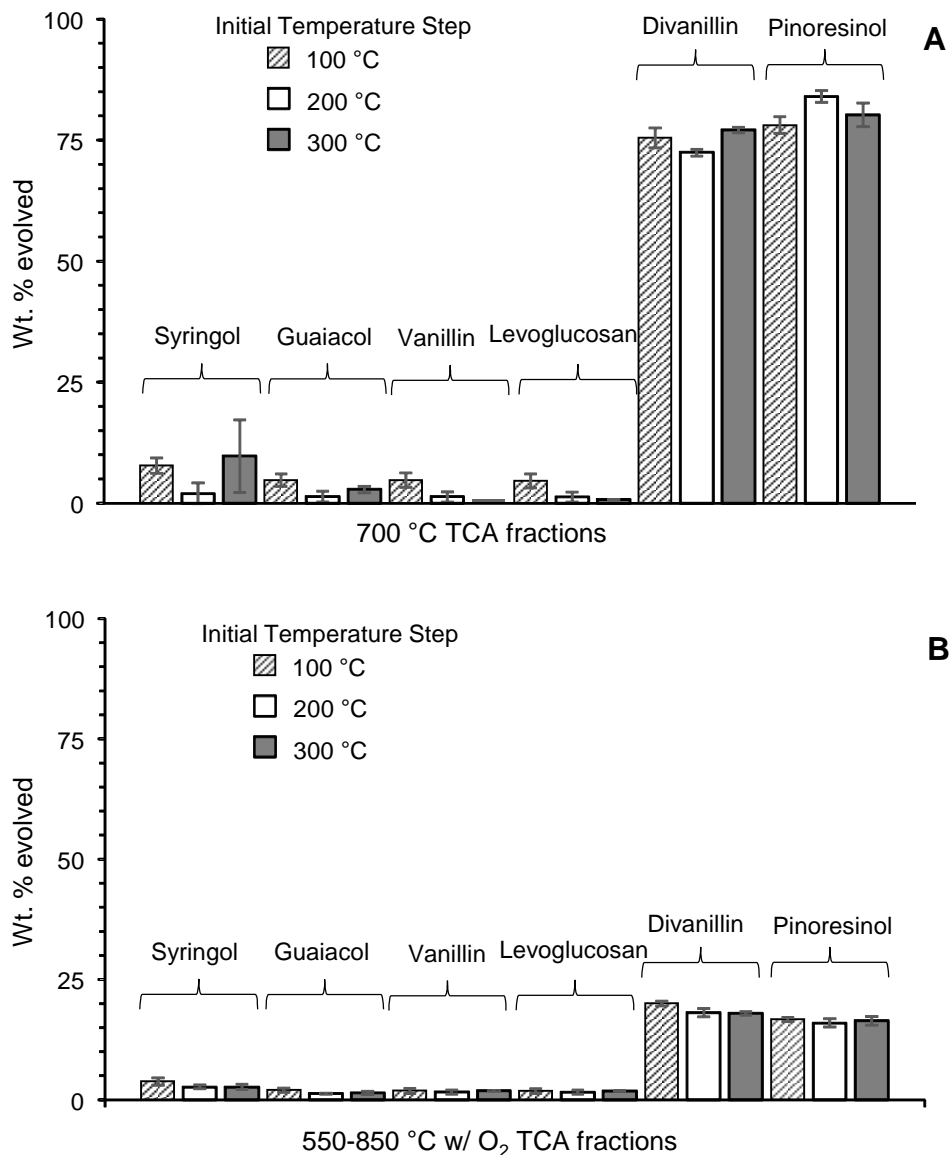 100
Initial Temperature Step
100 °C
200 °C
300 °C
Divanillin
Pinoresinol
A
75
Wt. % evolved
50
Syringol
Guaiacol
Vanillin
Levoglucosan
25
0
700 °C TCA fractions
100
Initial Temperature Step
100 °C
200 °C
300 °C
B
75
Wt. % evolved
50
Divanillin
Pinoresinol
Syringol
Guaiacol
Vanillin
Levoglucosan
25
0
550-850 °C w/ O₂ TCA fractions